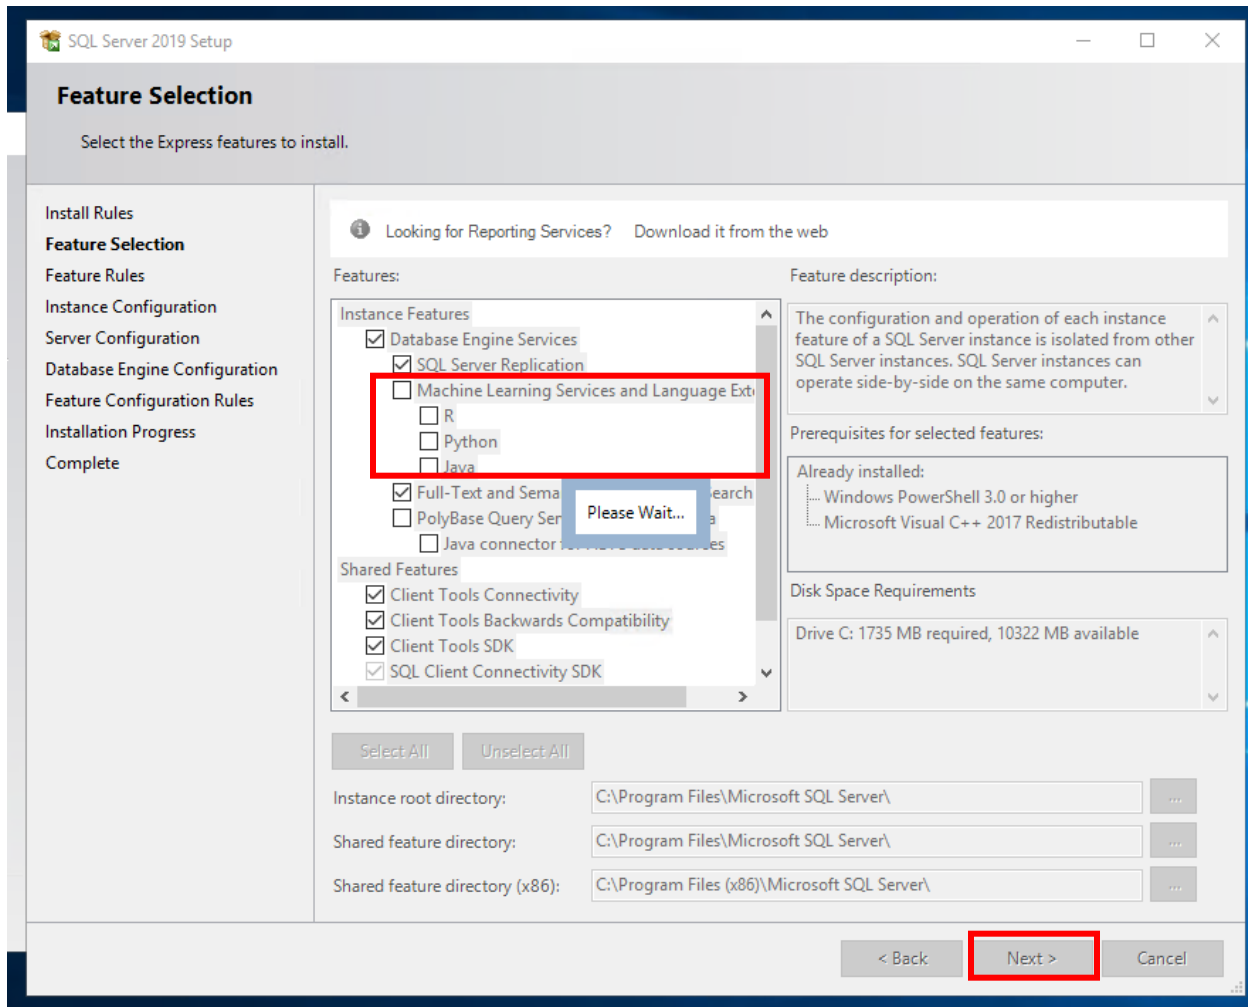 SQL Server 2019 Setup
Feature Selection
Select the Express features to install.
Install Rules
Feature Selection
Feature Rules
Instance Configuration
Server Configuration
Database Engine Configuration
Feature Configuration Rules
Installation Progress
Complete
Looking for Reporting Services? Download it from the web
Features:
Instance Features
Database Engine Services
SQL Server Replication
Machine Learning Services and Language Exte
R
Python
Java
Full-Text and Sema
earch
PolyBase Query Ser
a
Java connector
sources
Please Wait...
Shared Features
Client Tools Connectivity
Client Tools Backwards Compatibility
Client Tools SDK
SQL Client Connectivity SDK
Feature description:
The configuration and operation of each instance
feature of a SQL Server instance is isolated from other
SQL Server instances. SQL Server instances can
operate side-by-side on the same computer.
Prerequisites for selected features:
Already installed:
Windows PowerShell 3.0 or higher
Microsoft Visual C++ 2017 Redistributable
Disk Space Requirements
Drive C: 1735 MB required, 10322 MB available
Select All
Unselect All
Instance root directory:
C:\Program Files\Microsoft SQL Server\
...
Shared feature directory:
C:\Program Files\Microsoft SQL Server\
...
Shared feature directory (x86):
C:\Program Files (x86)\Microsoft SQL Server\
...
< Back
Next >
Cancel